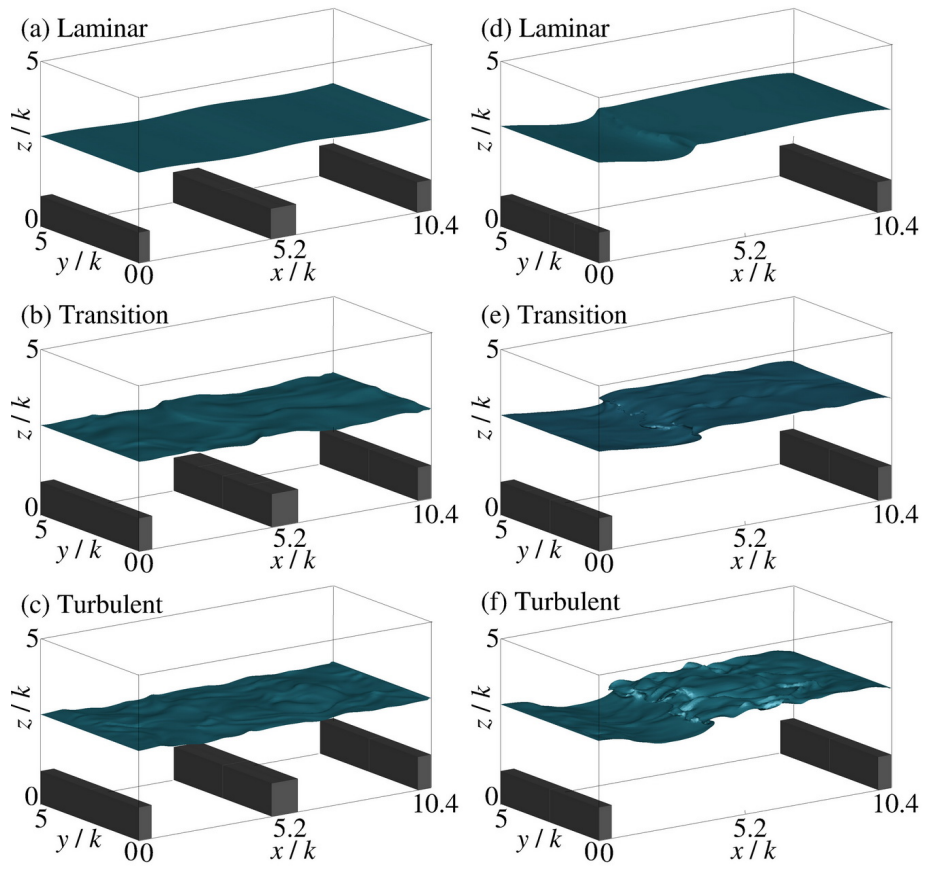 (a) Laminar
5
z / k
0
5
y / k
0
0
5.2
x / k
10.4
(d) Laminar
5
z / k
0
5
y / k
0
0
5.2
x / k
10.4
(b) Transition
5
z / k
0
5
y / k
0
0
5.2
x / k
10.4
(e) Transition
5
z / k
0
5
y / k
0
0
5.2
x / k
10.4
(c) Turbulent
5
z / k
0
5
y / k
0
0
5.2
x / k
10.4
(f) Turbulent
5
z / k
0
5
y / k
0
0
5.2
x / k
10.4